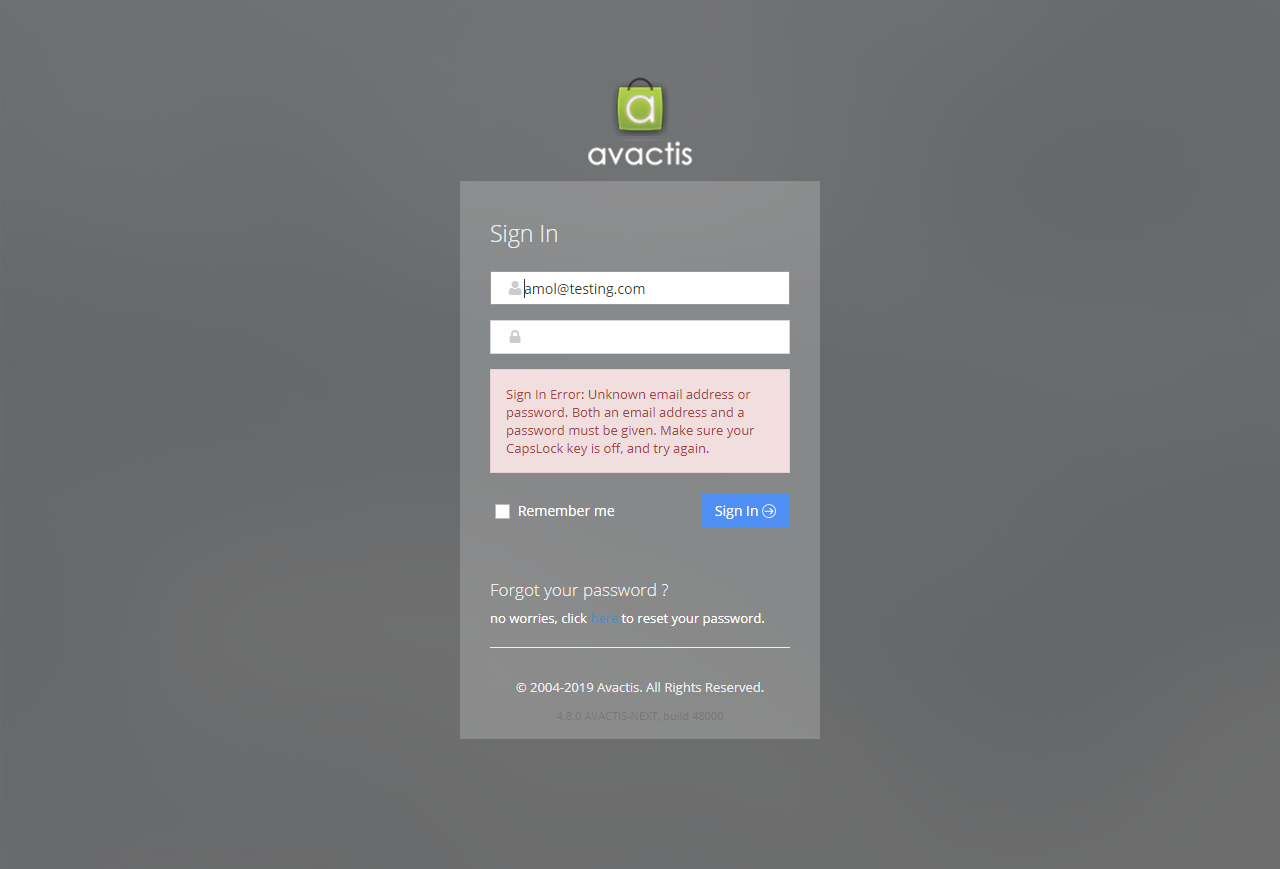 a
avactis
Sign In
amol@testing.com
Sign In Error: Unknown email address or
password. Both an email address and a
password must be given. Make sure your
CapsLock key is off, and try again.
Remember me
Sign In
Forgot your password ?
no worries, click here to reset your password.
© 2004-2019 Avactis. All Rights Reserved.
4.8.0 AVACTIS-NEXT, build 48000